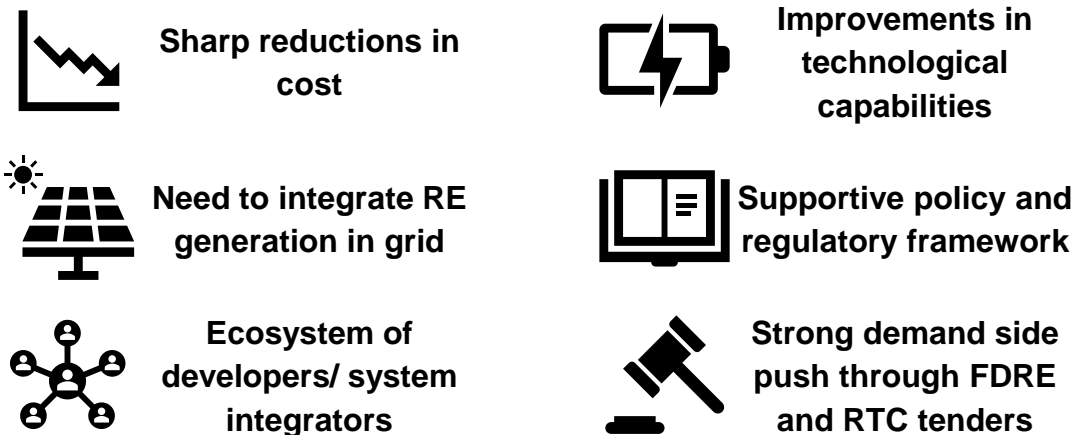 Sharp reductions in
cost
Improvements in
technological
capabilities
Need to integrate RE
generation in grid
Supportive policy and
regulatory framework
Ecosystem of
developers/ system
integrators
Strong demand side
push through FDRE
and RTC tenders